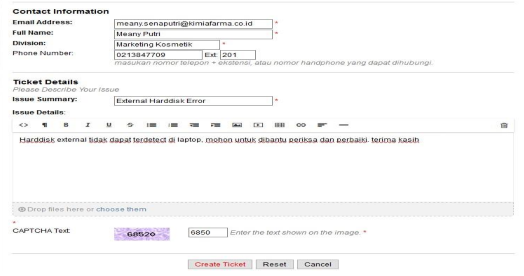 Contact Information
Email Address: meany.senaputri@kimiafarma.co.id *
Full Name: Meany Putri *
Division: Marketing Kosmetik *
Phone Number: 0213847709 Ext: 201
masukan nomor telepon + ekstensi, atau nomor handphone yang dapat dihubungi.
Ticket Details
Please Describe Your Issue
Issue Summary: External Harddisk Error *
Issue Details:
<> ¶ B I U S
Harddisk external tidak dapat terdetect di laptop, mohon untuk dibantu periksa dan perbaiki. terima kasih
Drop files here or choose them
*
CAPTCHA Text: 68520 6850 Enter the text shown on the image. *
Create Ticket Reset Cancel